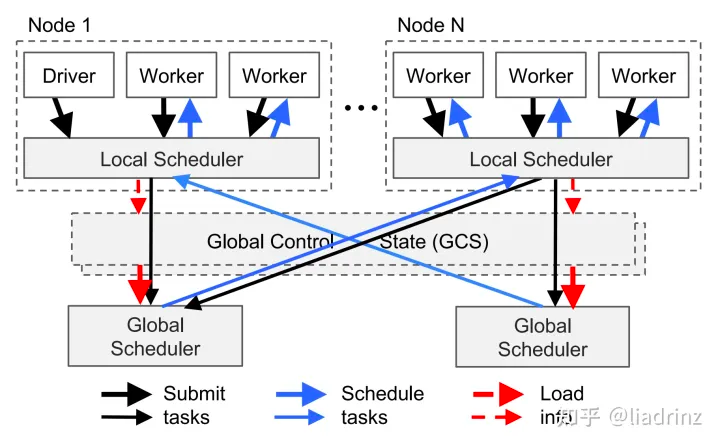 Node 1
Node N
Driver
Worker
Worker
Worker
Worker
Worker
Local Scheduler
Local Scheduler
Global Control State (GCS)
Global
Scheduler
Global
Scheduler
Submit
tasks
Schedule
tasks
Load
info
知乎 @liadrinz